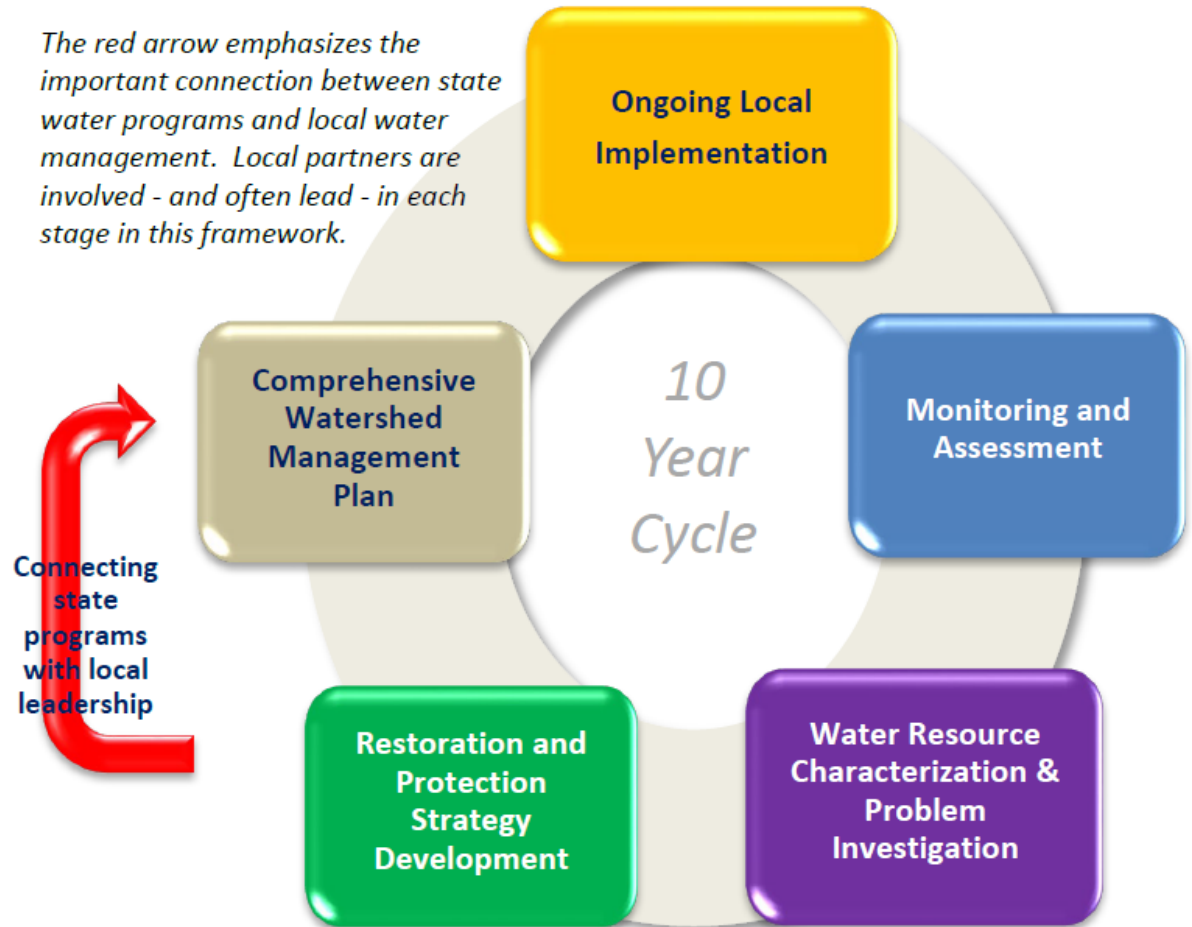 The red arrow emphasizes the
important connection between state
water programs and local water
management.  Local partners are
involved - and often lead - in each
stage in this framework.
Ongoing Local
Implementation
Monitoring and
Assessment
Water Resource
Characterization &
Problem
Investigation
Restoration and
Protection
Strategy
Development
Comprehensive
Watershed
Management
Plan
10
Year
Cycle
Connecting
state
programs
with local
leadership